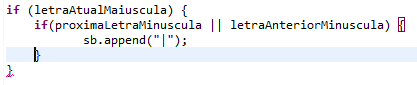 if (letraAtualMaiuscula) {
    if(proximaLetraMinuscula || letraAnteriorMinuscula) {
        sb.append("|");
    }
}